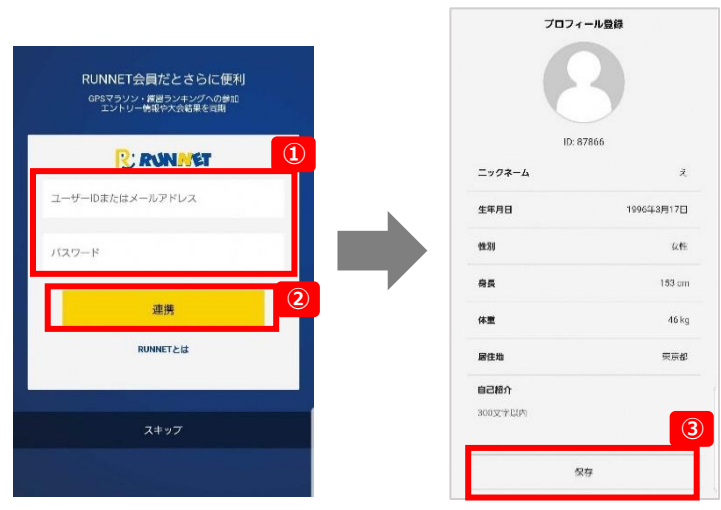 RUNNET会員だとさらに便利
GPSマラソン・練習ランキングへの参加
エントリー情報や大会結果を同期
R: RUNNET
①
ユーザーIDまたはメールアドレス
パスワード
②
連携
RUNNETとは
スキップ
プロフィール登録
ID: 87866
ニックネーム え
生年月日 1996年3月17日
性別 女性
身長 153 cm
体重 46 kg
居住地 東京都
自己紹介
300文字以内
③
保存